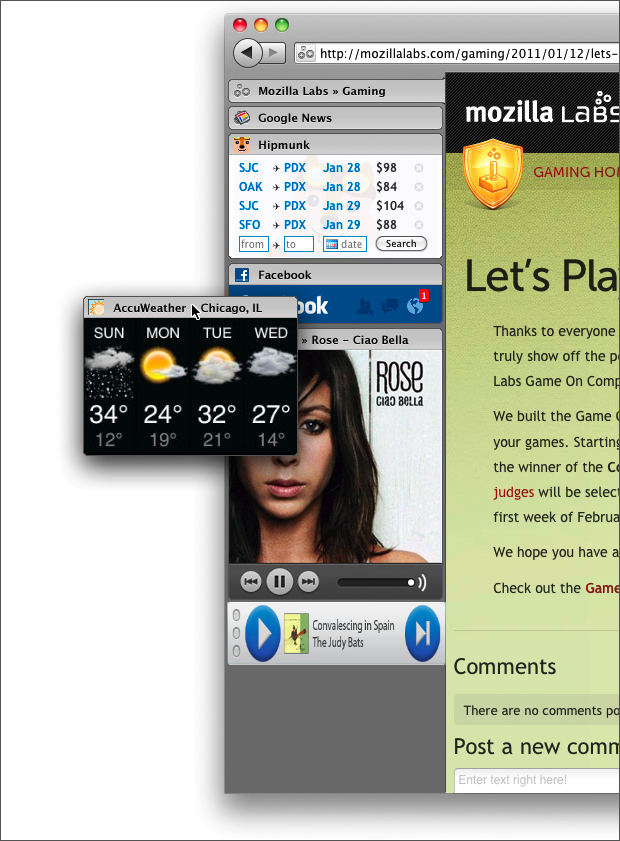 http://mozillalabs.com/gaming/2011/01/12/lets-
Mozilla Labs » Gaming
Google News
Hipmunk
SJC PDX Jan 28 $98
OAK PDX Jan 28 $84
SJC PDX Jan 29 $104
SFO PDX Jan 29 $88
from to date Search
Facebook
1
AccuWeather Chicago, IL
SUN MON TUE WED
34° 24° 32° 27°
12° 19° 21° 14°
» Rose – Ciao Bella
ROSE
CIAO BELLA
Convalescing in Spain
The Judy Bats
mozilla LABS
GAMING HO
Let's Play
Thanks to everyone
truly show off the po
Labs Game On Comp
We built the Game O
your games. Starting
the winner of the Co
judges will be select
first week of Februa
We hope you have a
Check out the Game
Comments
There are no comments po
Post a new comm
Enter text right here!